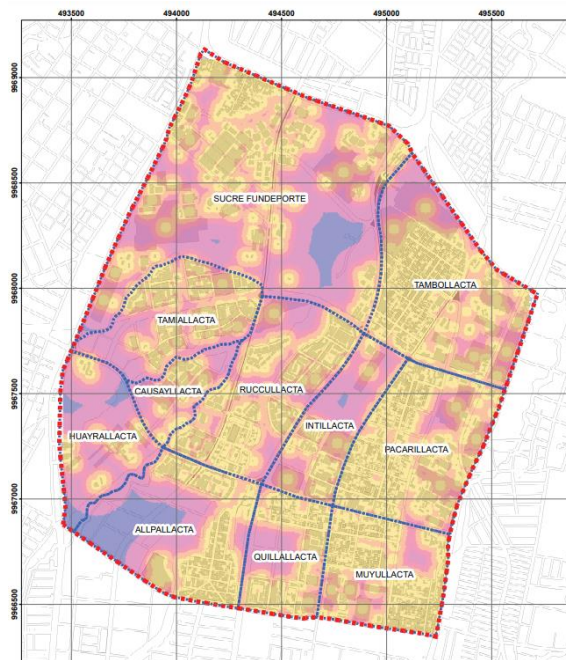 493500 494000 494500 495000 495500
9969000
9968500
SUCRE FUNDEPORTE
9968000
TAMBOLLACTA
TAMIALLACTA
9967500
CAUSAYLLACTA
RUCCULLACTA
INTILLACTA
HUAYRALLACTA
PACARILLACTA
9967000
ALLPALLACTA
QUILLALLACTA
MUYULLACTA
9966500